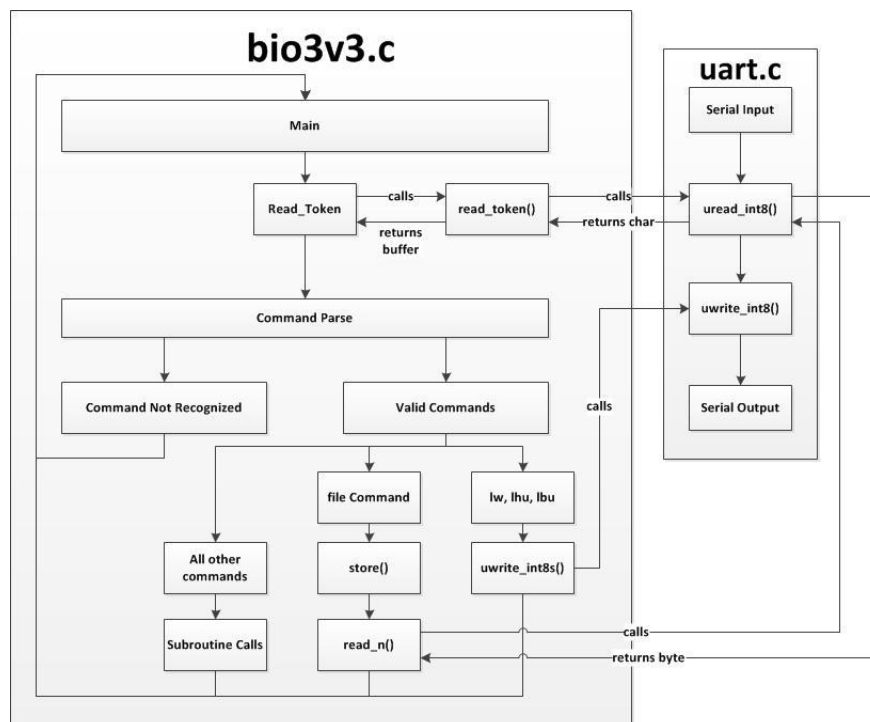 bio3v3.c
uart.c
Serial Input
Main
Read_Token
calls
read_token()
calls
uread_int8()
returns
buffer
returns char
uwrite_int8()
Command Parse
Command Not Recognized
Valid Commands
calls
Serial Output
file Command
lw, lhu, lbu
All other
commands
store()
uwrite_int8s()
Subroutine Calls
read_n()
calls
returns byte